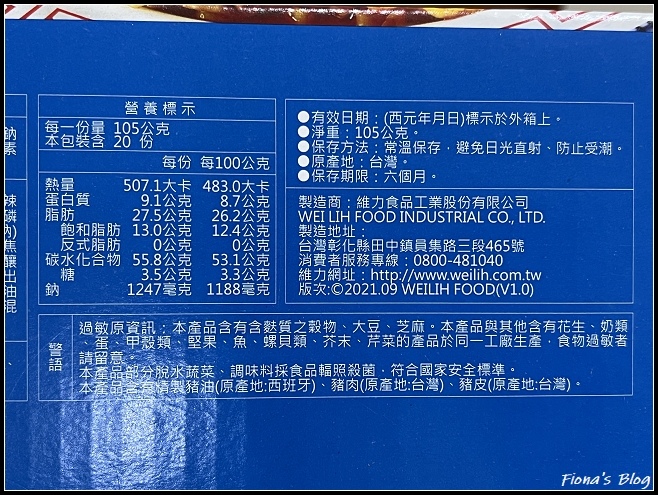 鈉
素
辣
磷
鈉)
焦
釀
出
油
混
營養標示
每一份量 105公克
本包裝含 20 份
每份 每100公克
熱量 507.1大卡 483.0大卡
蛋白質 9.1公克 8.7公克
脂肪 27.5公克 26.2公克
飽和脂肪 13.0公克 12.4公克
反式脂肪 0公克 0公克
碳水化合物 55.8公克 53.1公克
糖 3.5公克 3.3公克
鈉 1247毫克 1188毫克
●有效日期：(西元年月日)標示於外箱上。
●淨重：105公克。
●保存方法：常溫保存，避免日光直射、防止受潮。
●原產地：台灣。
●保存期限：六個月。
製造商：維力食品工業股份有限公司
WEI LIH FOOD INDUSTRIAL CO., LTD.
製造地址：
台灣彰化縣田中鎮員集路三段465號
消費者服務專線：0800-481040
維力網址：http://www.weilih.com.tw
版次:©2021.09 WEILIH FOOD(V1.0)
警語
過敏原資訊：本產品含有含麩質之穀物、大豆、芝麻。本產品與其他含有花生、奶類
、蛋、甲殼類、堅果、魚、螺貝類、芥末、芹菜的產品於同一工廠生產，食物過敏者
請留意。
本產品部分脫水蔬菜、調味料採食品輻照殺菌，符合國家安全標準。
本產品含有精製豬油(原產地:西班牙)、豬肉(原產地:台灣)、豬皮(原產地:台灣)。
Fiona's Blog